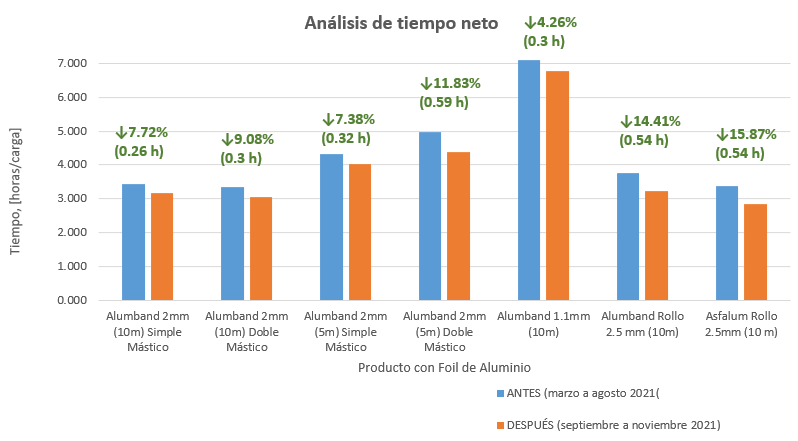 Análisis de tiempo neto
Tiempo, [horas/carga]
7.000
6.000
5.000
4.000
3.000
2.000
1.000
0.000
↓7.72%
(0.26 h)
↓9.08%
(0.3 h)
↓7.38%
(0.32 h)
↓11.83%
(0.59 h)
↓4.26%
(0.3 h)
↓14.41%
(0.54 h)
↓15.87%
(0.54 h)
Alumband 2mm
(10m) Simple
Mástico
Alumband 2mm
(10m) Doble
Mástico
Alumband 2mm
(5m) Simple
Mástico
Alumband 2mm
(5m) Doble
Mástico
Alumband 1.1mm
(10m)
Alumband Rollo
2.5 mm (10m)
Asfalum Rollo
2.5mm (10 m)
Producto con Foil de Aluminio
ANTES (marzo a agosto 2021(
DESPUÉS (septiembre a noviembre 2021)